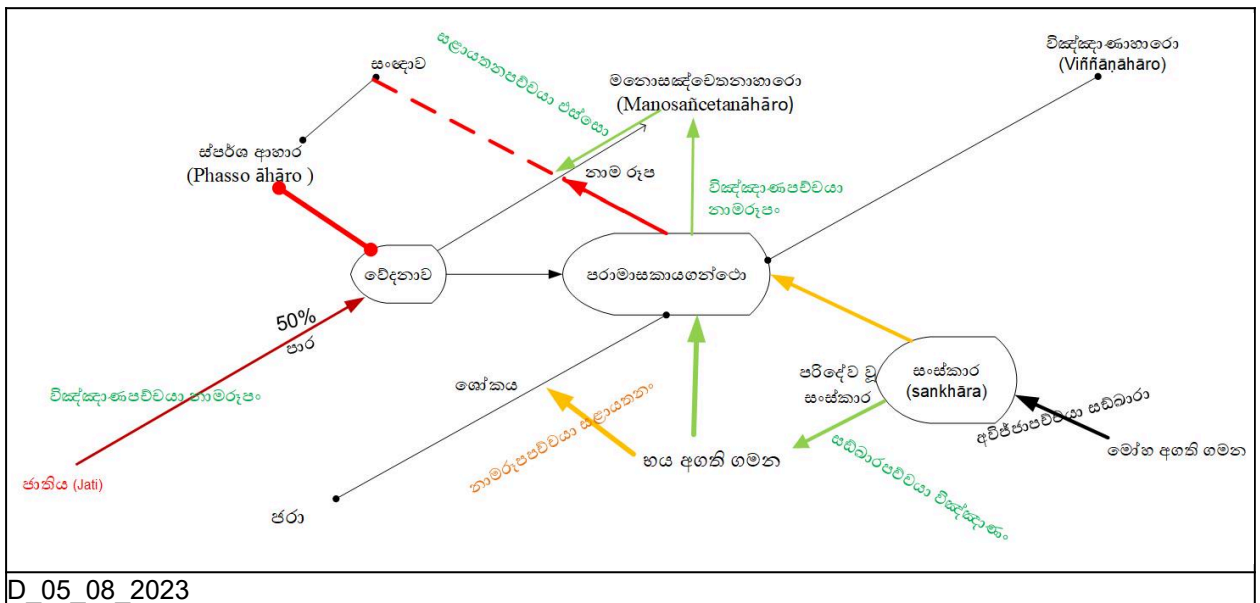 සළායතනපච්චයා ඵස්සො
විඤ්ඤාණාහාරො
(Viññāṇāhāro)
සංඥාව
මනොසඤ්චෙතනාහාරො
(Manosañcetanāhāro)
ස්පර්ශ ආහාර
(Phasso āhāro )
නාම රූප
විඤ්ඤාණපච්චයා
නාමරූපං
වේදනාව
පරාමාසකායගන්ථො
50%
පාර
ශෝකය
පරිදේව වූ
සංස්කාර
සංස්කාර
(sankhāra)
විඤ්ඤාණපච්චයා නාමරූපං
නාමරූපපච්චයා සළායතනං
අවිජ්ජාපච්චයා සඞ්ඛාරා
මෝහ අගති ගමන
භය අගති ගමන
සඞ්ඛාරපච්චයා විඤ්ඤාණං
ජාතිය (Jati)
ජරා
D_05_08_2023